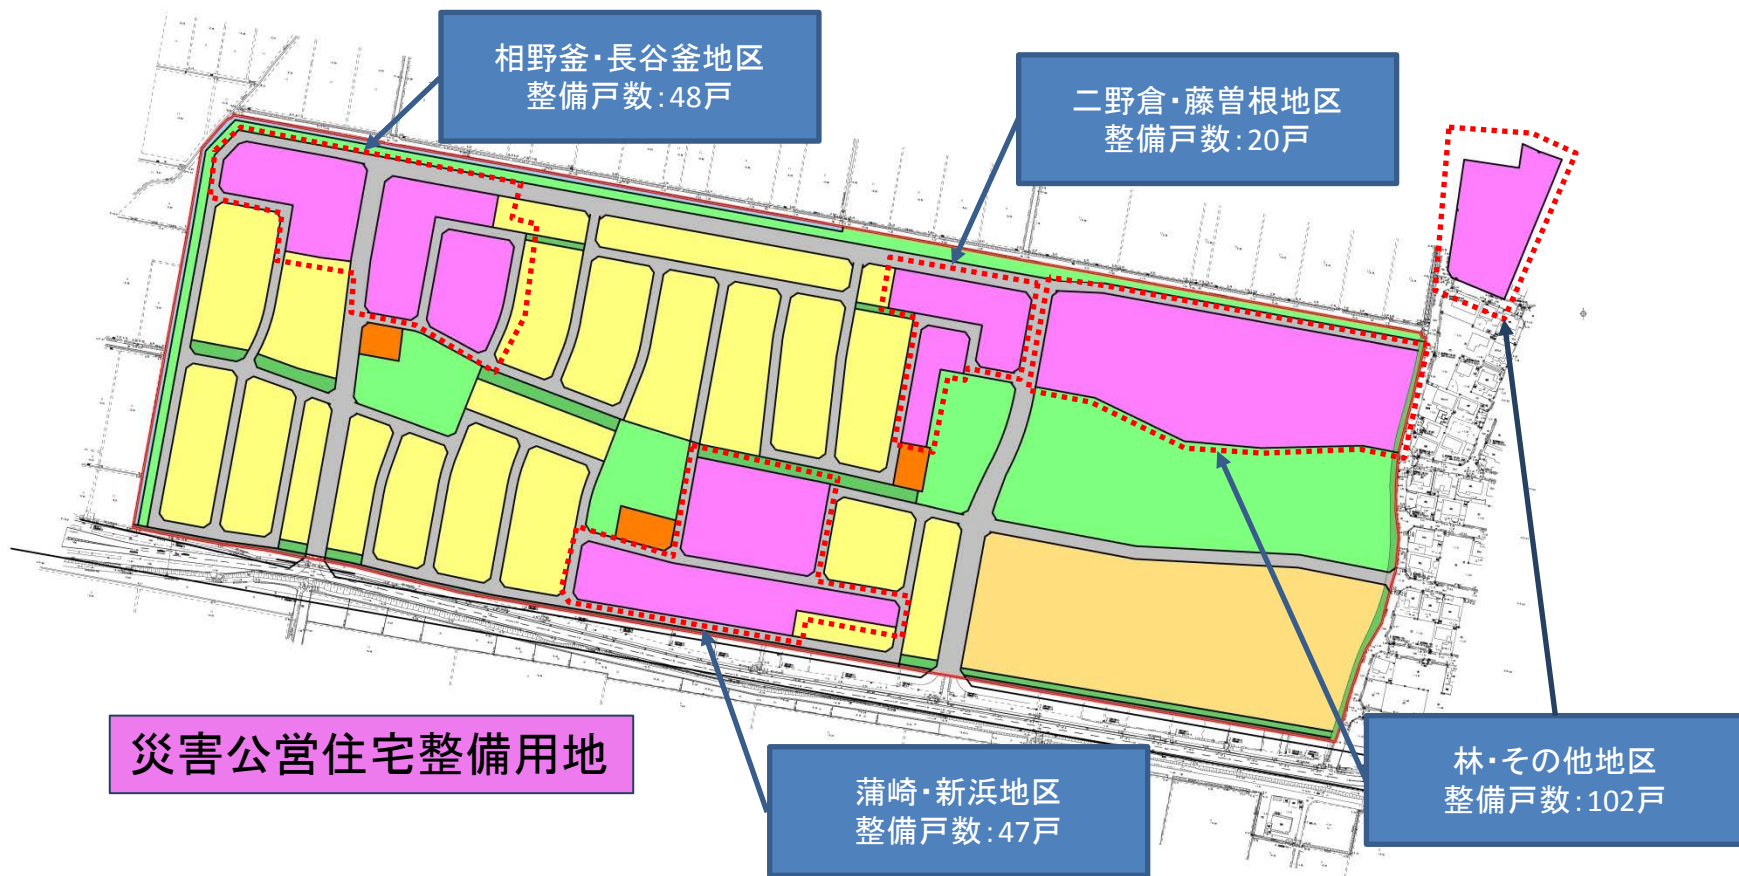 相野釜・長谷釜地区
整備戸数：48戸
二野倉・藤曽根地区
整備戸数：20戸
災害公営住宅整備用地
蒲崎・新浜地区
整備戸数：47戸
林・その他地区
整備戸数：102戸